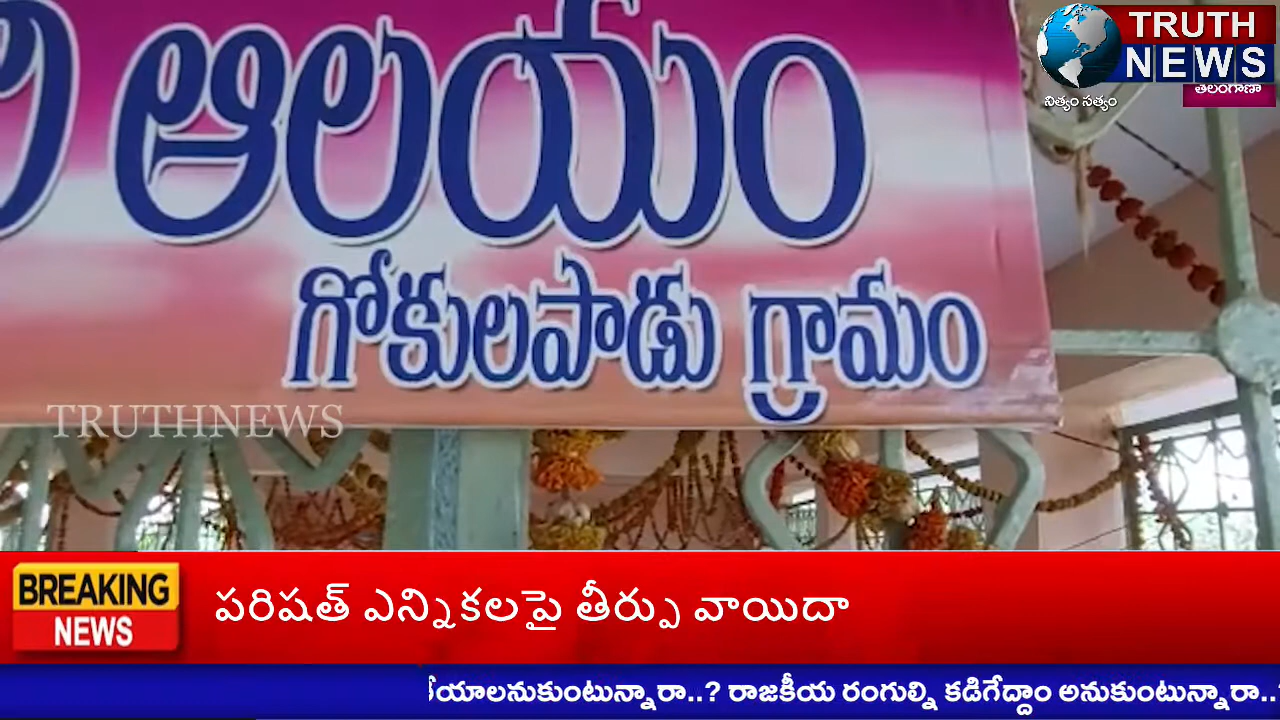 ఆలయం
గోకులపాడు గ్రామం
TRUTH
NEWS
తెలంగాణా
నిత్యం సత్యం
TRUTHNEWS
BREAKING
NEWS
పరిషత్ ఎన్నికలపై తీర్పు వాయిదా
కీయాలనుకుంటున్నారా..? రాజకీయ రంగుల్ని కడిగేద్దాం అనుకుంటున్నారా..